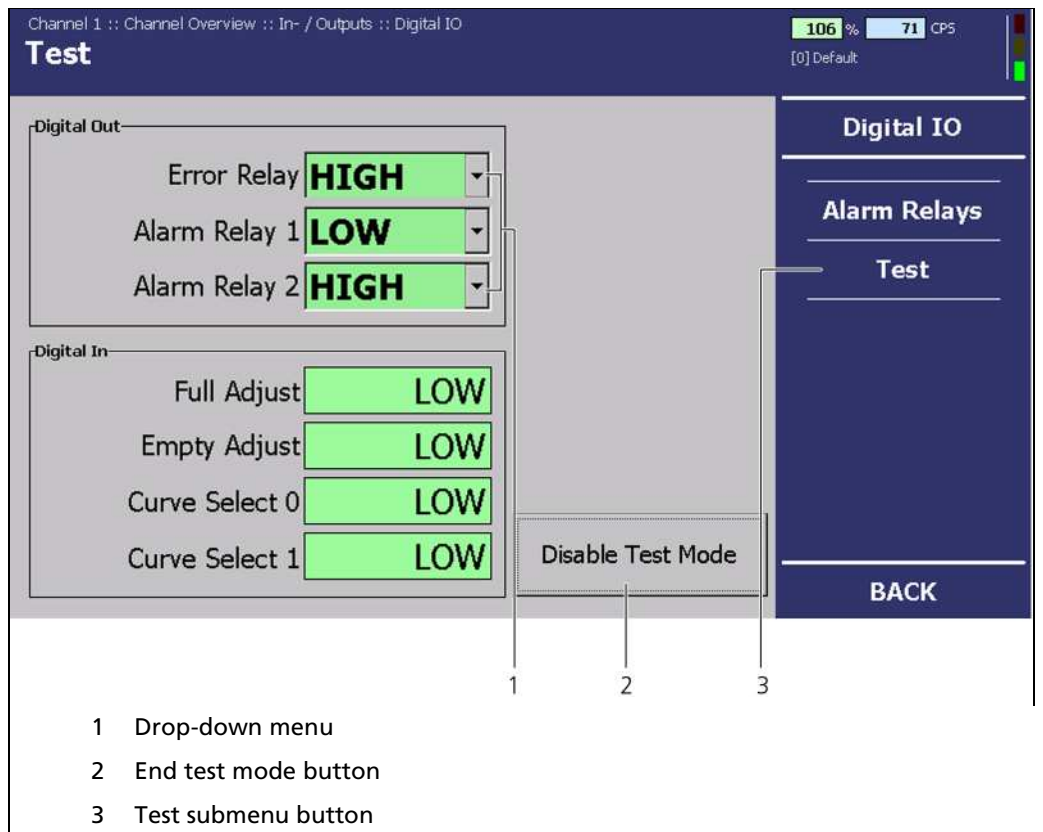 Channel 1 :: Channel Overview :: In- / Outputs :: Digital IO
Test
106 % 71 CPS
[0] Default
Digital Out
Error Relay HIGH
Alarm Relay 1 LOW
Alarm Relay 2 HIGH
Digital In
Full Adjust LOW
Empty Adjust LOW
Curve Select 0 LOW
Curve Select 1 LOW
Disable Test Mode
Digital IO
Alarm Relays
Test
BACK
1 2 3
1 Drop-down menu
2 End test mode button
3 Test submenu button